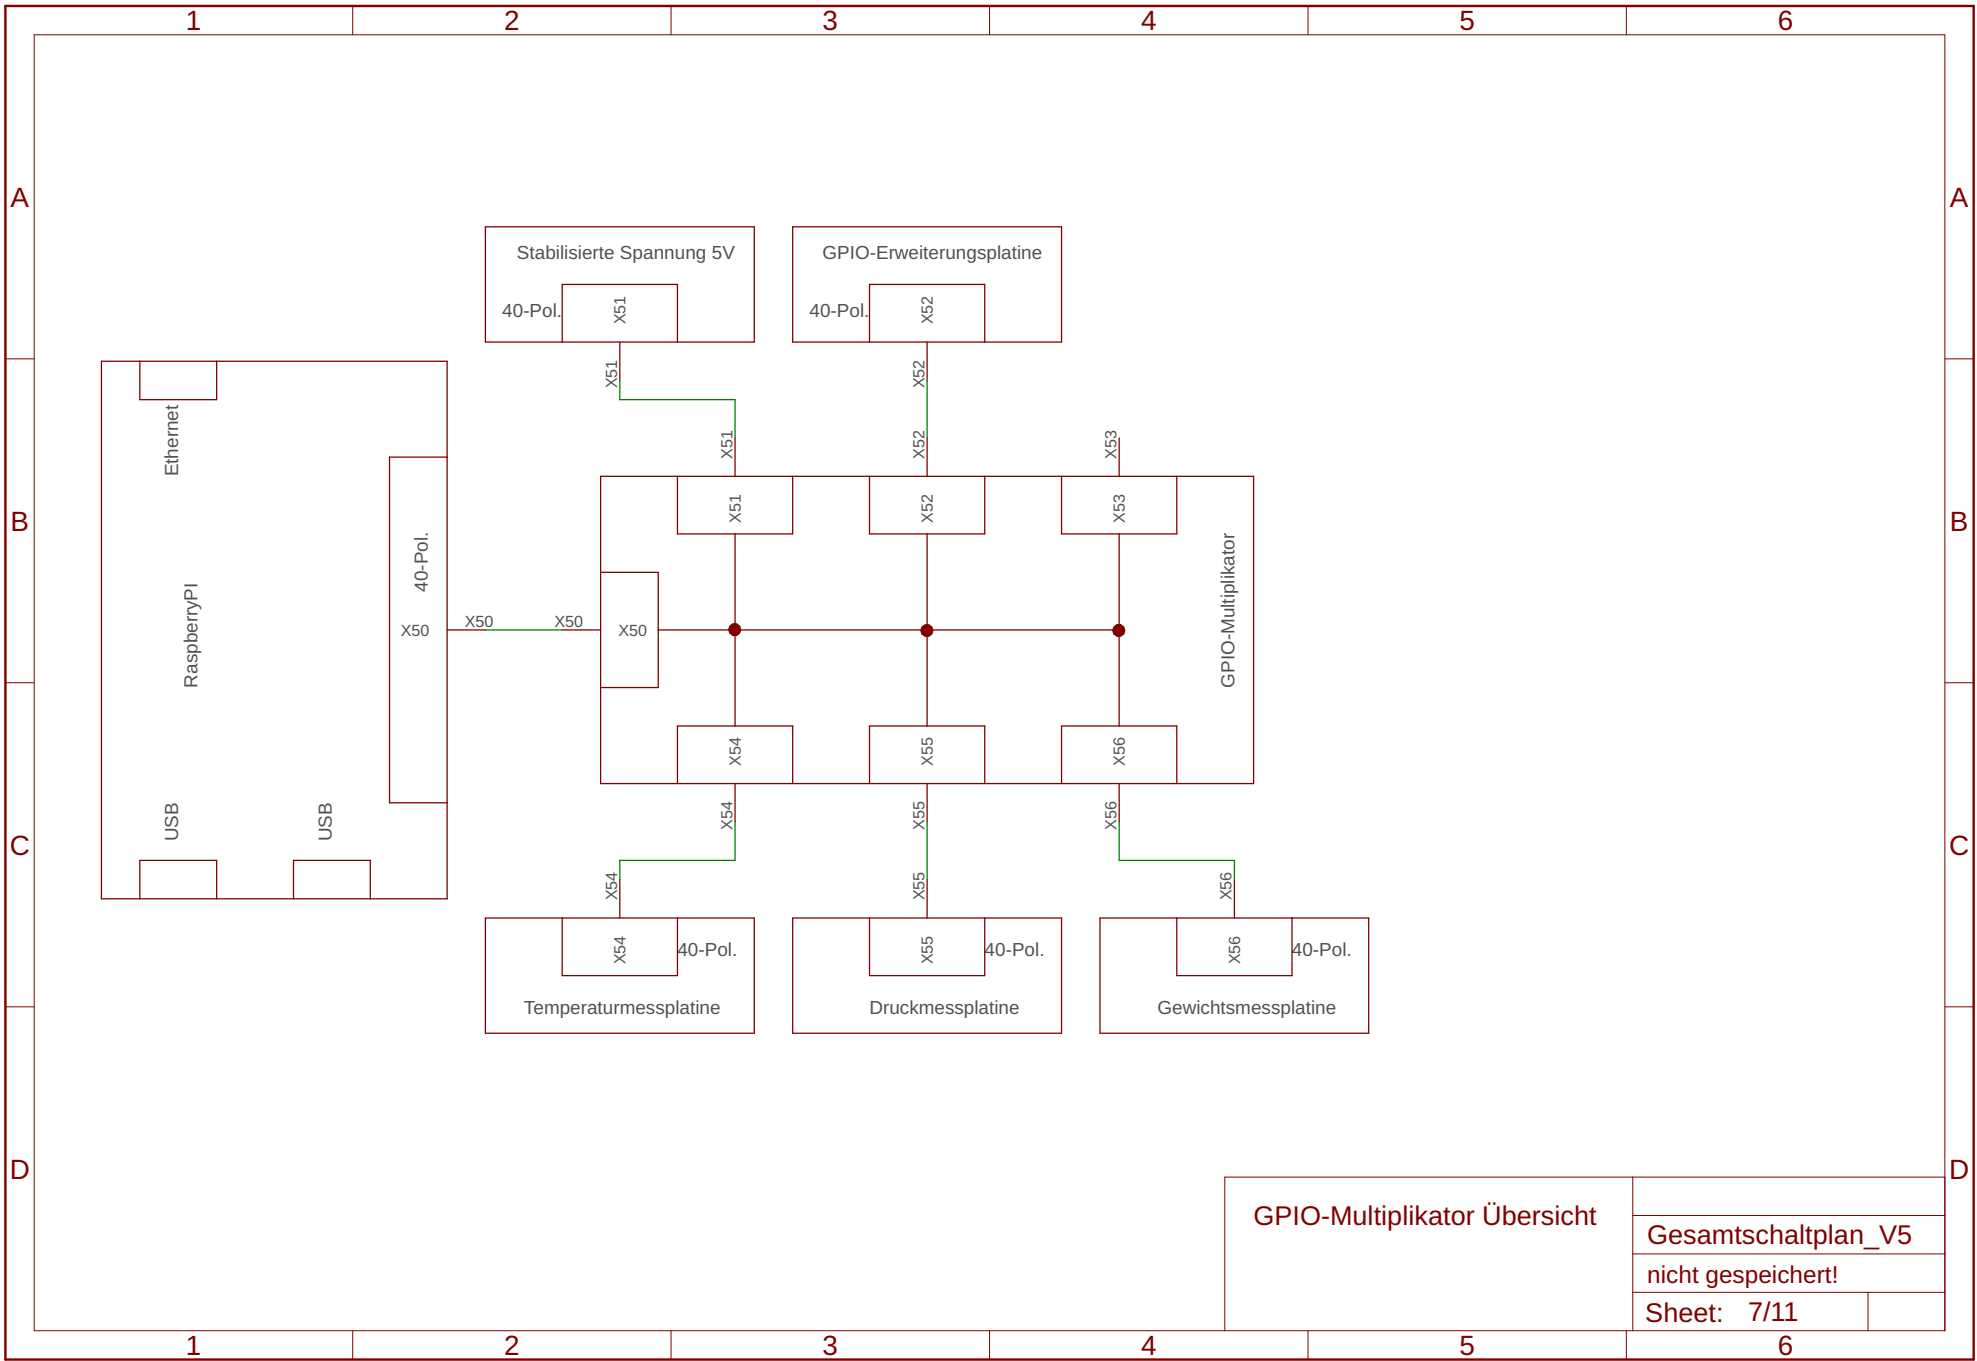 1 2 3 4 5 6
A A
Stabilisierte Spannung 5V
40-Pol. X51
GPIO-Erweiterungsplatine
40-Pol. X52
X51
X52
X51
X52
X53
Ethernet
B B
X51
X52
X53
40-Pol.
RaspberryPI
X50
X50
X50
X50
GPIO-Multiplikator
X54
X55
X56
USB
USB
C C
X54
X55
X56
X54
X55
X56
X54 40-Pol.
Temperaturmessplatine
X55 40-Pol.
Druckmessplatine
X56 40-Pol.
Gewichtsmessplatine
D D
GPIO-Multiplikator Übersicht
Gesamtschaltplan_V5
nicht gespeichert!
Sheet: 7/11
1 2 3 4 5 6